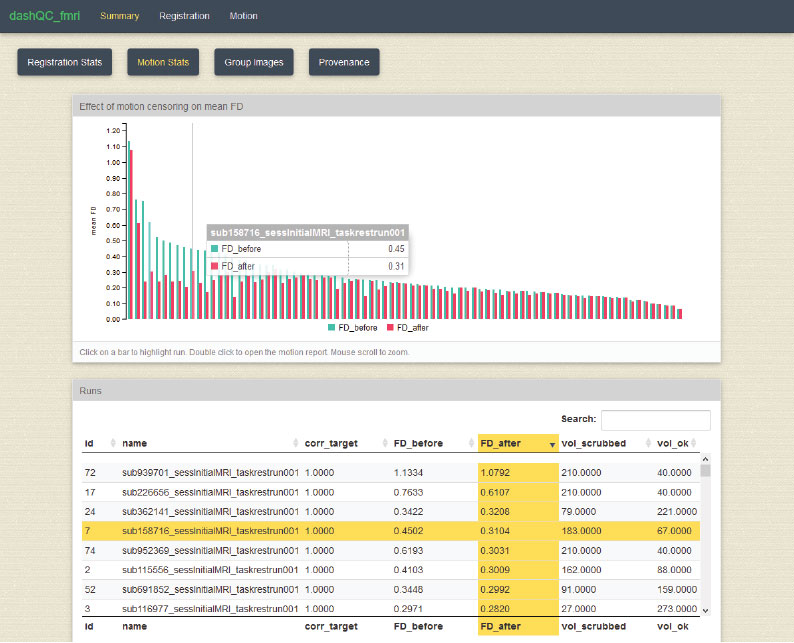 dashQC_fmri Summary Registration Motion
Registration Stats Motion Stats Group Images Provenance
Effect of motion censoring on mean FD
1.20
1.10
1.00
0.90
0.80
0.70
0.60
0.50
0.40
0.30
0.20
0.10
0.00
mean FD
sub158716_sessInitialMRI_taskrestrun001
FD_before 0.45
FD_after 0.31
FD_before FD_after
Click on a bar to highlight run. Double click to open the motion report. Mouse scroll to zoom.
Runs
Search:
id name corr_target FD_before FD_after vol_scrubbed vol_ok
72 sub939701_sessInitialMRI_taskrestrun001 1.0000 1.1334 1.0792 210.0000 40.0000
17 sub226656_sessInitialMRI_taskrestrun001 1.0000 0.7633 0.6107 210.0000 40.0000
24 sub362141_sessInitialMRI_taskrestrun001 1.0000 0.3422 0.3208 79.0000 221.0000
7 sub158716_sessInitialMRI_taskrestrun001 1.0000 0.4502 0.3104 183.0000 67.0000
74 sub952369_sessInitialMRI_taskrestrun001 1.0000 0.6193 0.3031 210.0000 40.0000
2 sub115556_sessInitialMRI_taskrestrun001 1.0000 0.4103 0.3009 162.0000 88.0000
52 sub691852_sessInitialMRI_taskrestrun001 1.0000 0.3448 0.2992 91.0000 159.0000
3 sub116977_sessInitialMRI_taskrestrun001 1.0000 0.2971 0.2820 27.0000 273.0000
id name corr_target FD_before FD_after vol_scrubbed vol_ok